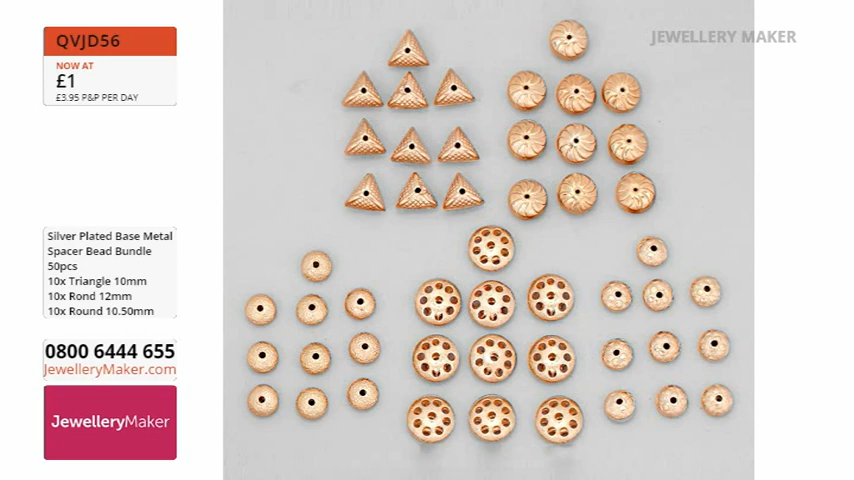 QVJD56
NOW AT
£1
£3.95 P&P PER DAY
JEWELLERY MAKER
Silver Plated Base Metal
Spacer Bead Bundle
50pcs
10x Triangle 10mm
10x Rond 12mm
10x Round 10.50mm
0800 6444 655
JewelleryMaker.com
JewelleryMaker